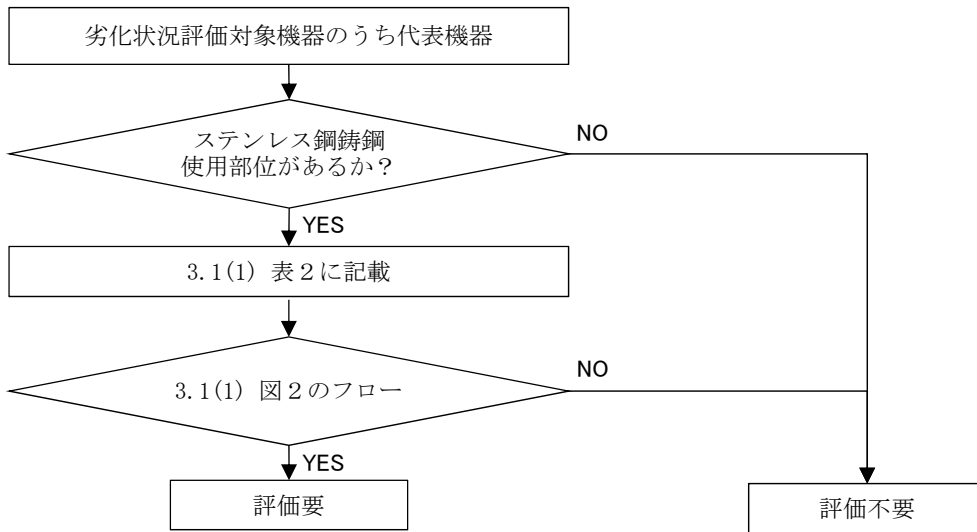 劣化状況評価対象機器のうち代表機器
ステンレス鋼鋳鋼
使用部位があるか？
NO
YES
3.1(1) 表２に記載
3.1(1) 図２のフロー
NO
YES
評価要
評価不要